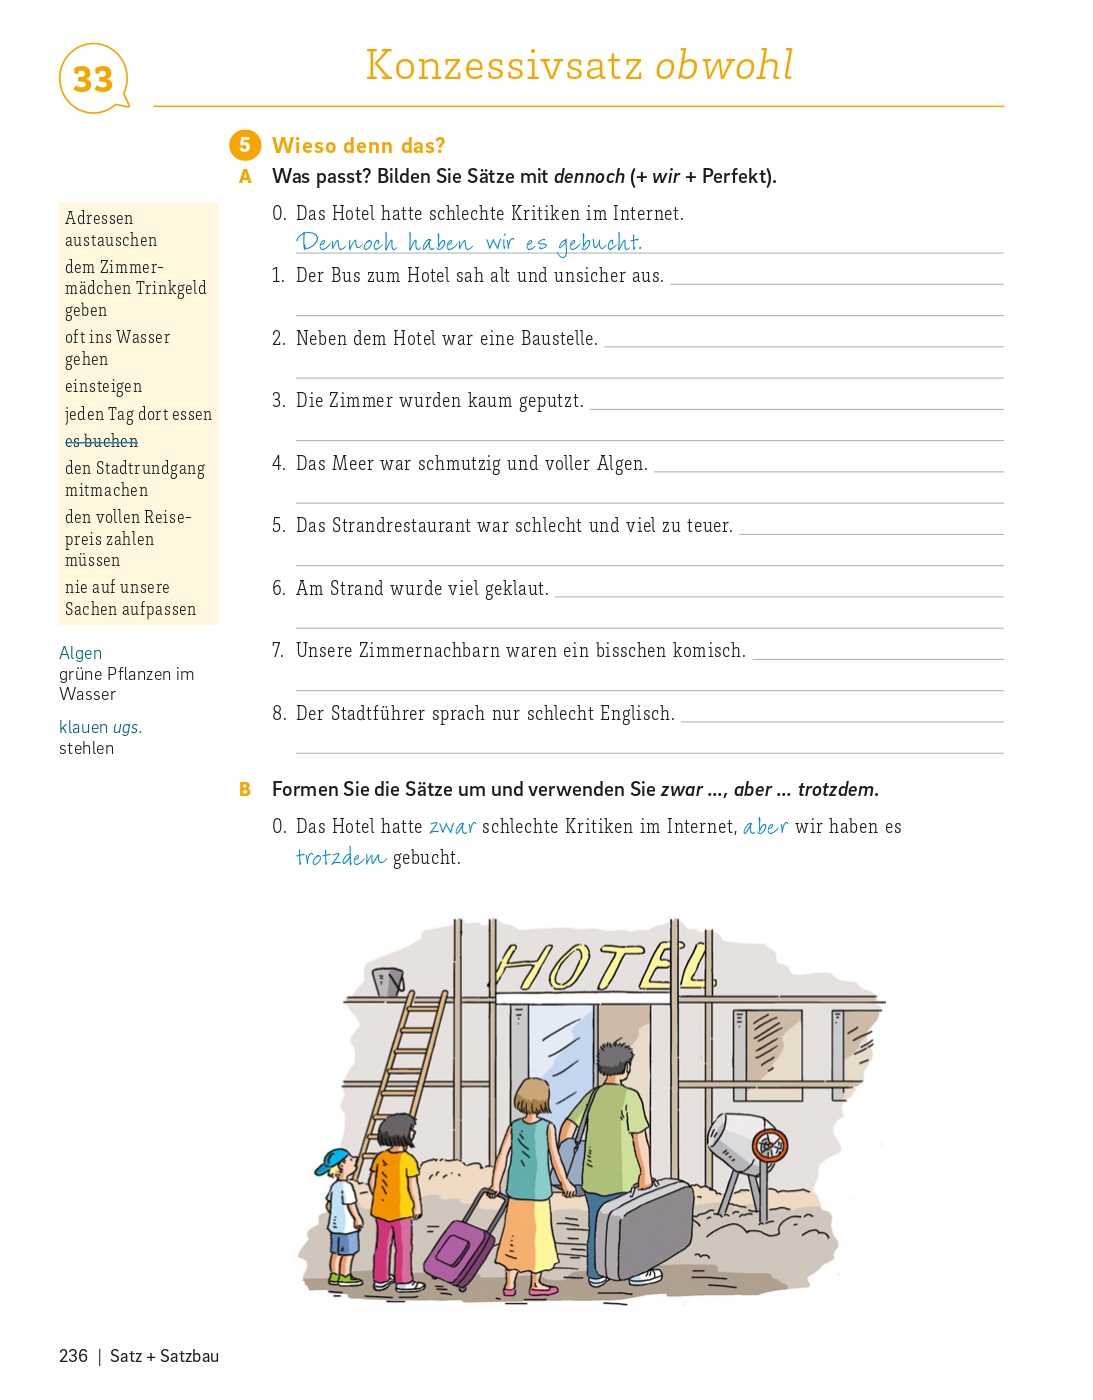 33
Konzessivsatz obwohl
5 Wieso denn das?
A Was passt? Bilden Sie Sätze mit dennoch (+ wir + Perfekt).
Adressen
austauschen
dem Zimmer-
mädchen Trinkgeld
geben
oft ins Wasser
gehen
einsteigen
jeden Tag dort essen
es buchen
den Stadtrundgang
mitmachen
den vollen Reise-
preis zahlen
müssen
nie auf unsere
Sachen aufpassen
Algen
grüne Pflanzen im
Wasser
klauen ugs.
stehlen
0. Das Hotel hatte schlechte Kritiken im Internet.
Dennoch haben wir es gebucht.
1. Der Bus zum Hotel sah alt und unsicher aus.
2. Neben dem Hotel war eine Baustelle.
3. Die Zimmer wurden kaum geputzt.
4. Das Meer war schmutzig und voller Algen.
5. Das Strandrestaurant war schlecht und viel zu teuer.
6. Am Strand wurde viel geklaut.
7. Unsere Zimmernachbarn waren ein bisschen komisch.
8. Der Stadtführer sprach nur schlecht Englisch.
B Formen Sie die Sätze um und verwenden Sie zwar ..., aber ... trotzdem.
0. Das Hotel hatte zwar schlechte Kritiken im Internet, aber wir haben es
trotzdem gebucht.
HOTEL
236 | Satz + Satzbau